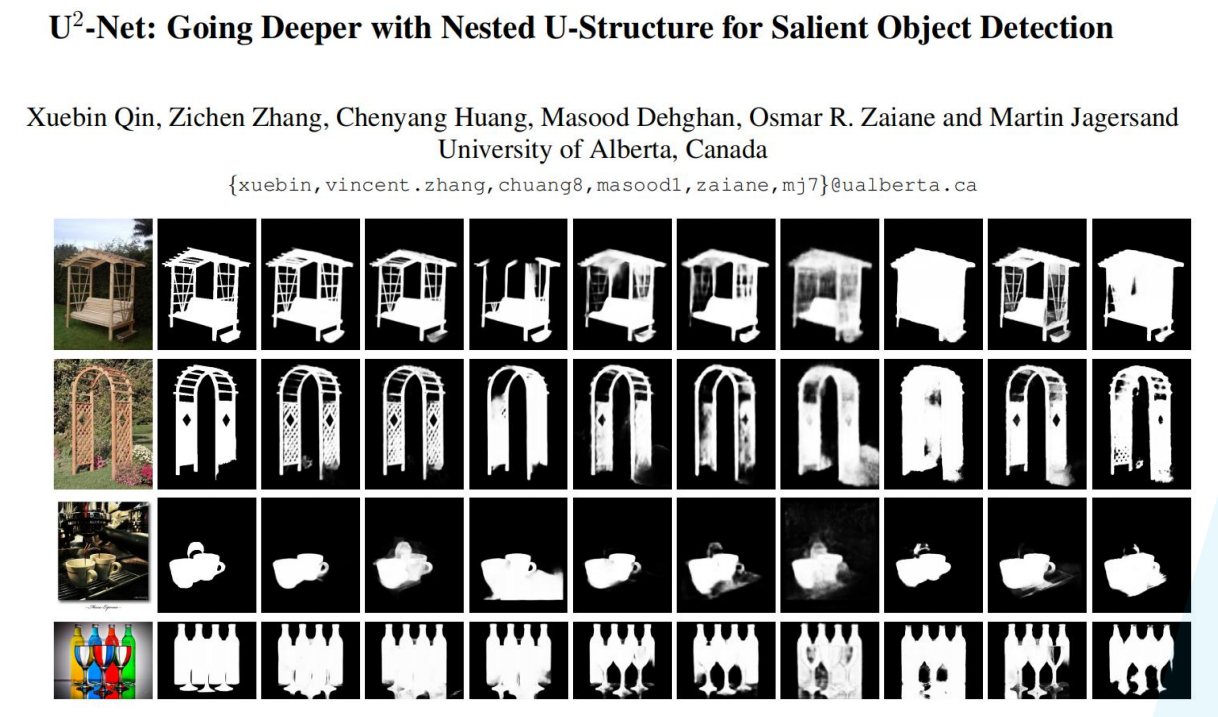 U²-Net: Going Deeper with Nested U-Structure for Salient Object Detection
Xuebin Qin, Zichen Zhang, Chenyang Huang, Masood Dehghan, Osmar R. Zaiane and Martin Jagersand
University of Alberta, Canada
{xuebin,vincent.zhang,chuang8,masood1,zaiane,mj7}@ualberta.ca